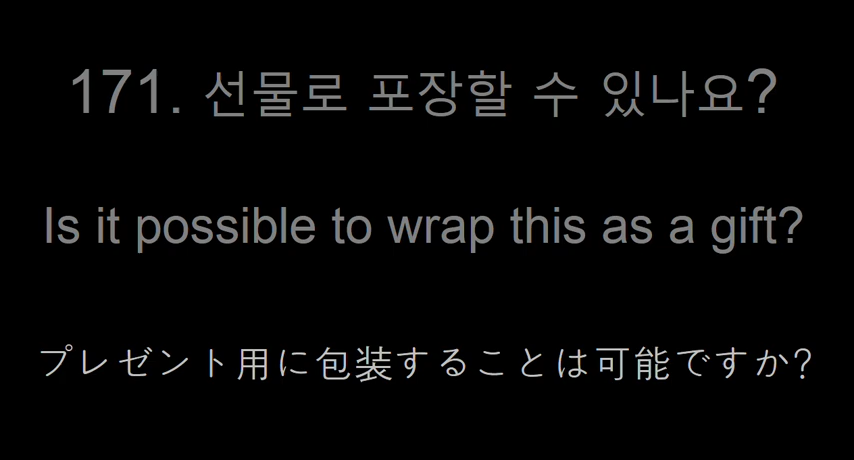 171. 선물로 포장할 수 있나요?
Is it possible to wrap this as a gift?
プレゼント用に包装することは可能ですか?